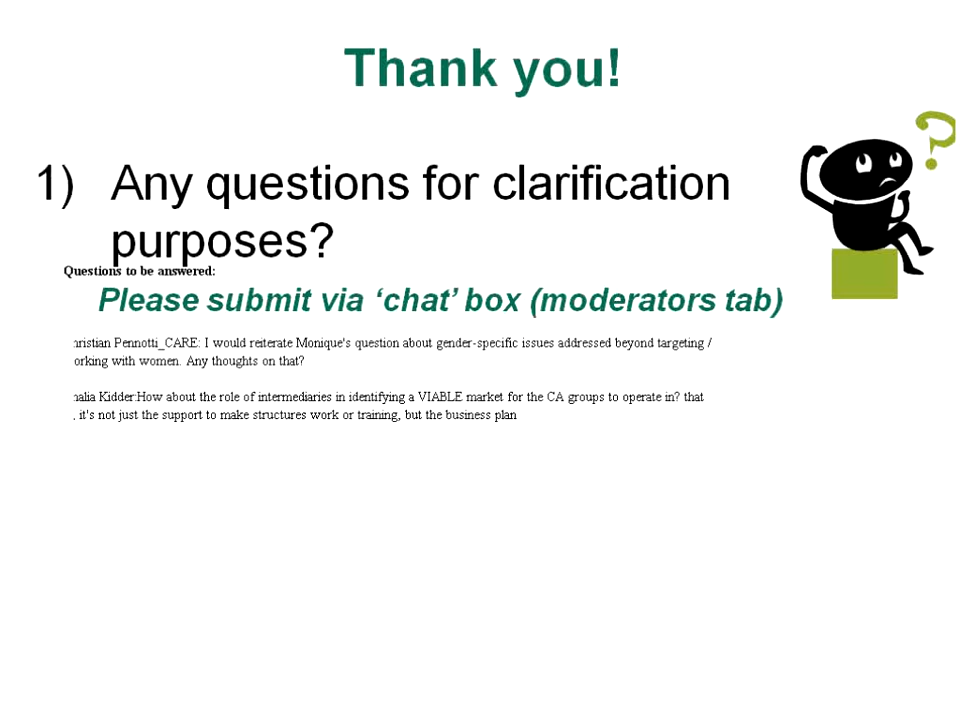 Thank you!
?
1) Any questions for clarification
purposes?
Questions to be answered:
Please submit via ‘chat’ box (moderators tab)
ristian Pennotti_CARE: I would reiterate Monique's question about gender-specific issues addressed beyond targeting /
orking with women. Any thoughts on that?
alia Kidder:How about the role of intermediaries in identifying a VIABLE market for the CA groups to operate in? that
, it's not just the support to make structures work or training, but the business plan